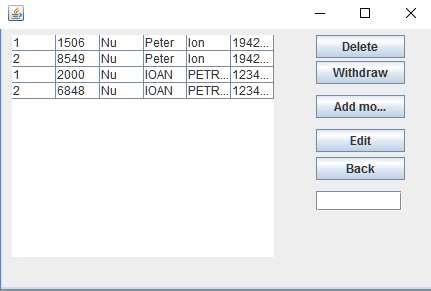 1 1506 Nu Peter Ion 1942...
2 8549 Nu Peter Ion 1942...
1 2000 Nu IOAN PETR... 1234...
2 6848 Nu IOAN PETR... 1234...
Delete
Withdraw
Add mo...
Edit
Back